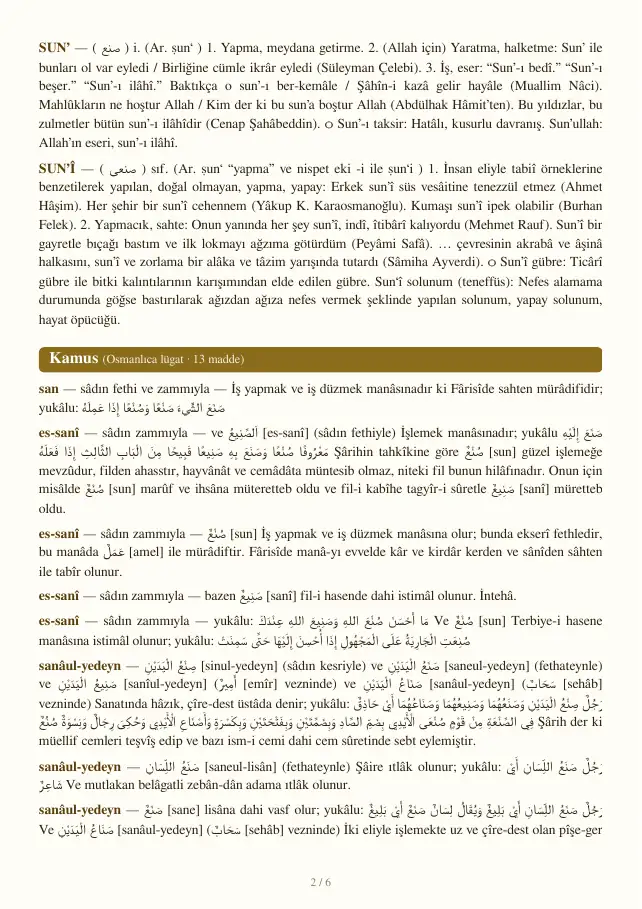 SUN’ — ( صنع ) i. (Ar. ṣun‘ ) 1. Yapma, meydana getirme. 2. (Allah için) Yaratma, halketme: Sun’ ile
bunları ol var eyledi / Birliğine cümle ikrâr eyledi (Süleyman Çelebi). 3. İş, eser: “Sun’-ı bedî.” “Sun’-ı
beşer.” “Sun’-ı ilâhî.” Baktıkça o sun’-ı ber-kemâle / Şâhîn-i kazâ gelir hayâle (Muallim Nâci).
Mahlûkların ne hoştur Allah / Kim der ki bu sun’a boştur Allah (Abdülhak Hâmit’ten). Bu yıldızlar, bu
zulmetler bütün sun’-ı ilâhîdir (Cenap Şahâbeddin). ѻ Sun’-ı taksir: Hatâlı, kusurlu davranış. Sun’ullah:
Allah’ın eseri, sun’-ı ilâhî.
SUN’Î — ( صنعى ) sıf. (Ar. ṣun‘ “yapma” ve nispet eki -і ile ṣun‘і ) 1. İnsan eliyle tabiî örneklerine
benzetilerek yapılan, doğal olmayan, yapma, yapay: Erkek sun’î süs vesâitine tenezzül etmez (Ahmet
Hâşim). Her şehir bir sun’î cehennem (Yâkup K. Karaosmanoğlu). Kumaşı sun’î ipek olabilir (Burhan
Felek). 2. Yapmacık, sahte: Onun yanında her şey sun’î, indî, îtibârî kalıyordu (Mehmet Rauf). Sun’î bir
gayretle bıçağı bastım ve ilk lokmayı ağzıma götürdüm (Peyâmi Safâ). … çevresinin akrabâ ve âşinâ
halkasını, sun’î ve zorlama bir alâka ve tâzim yarışında tutardı (Sâmiha Ayverdi). ѻ Sun’î gübre: Ticârî
gübre ile bitki kalıntılarının karışımından elde edilen gübre. Sun‘î solunum (teneffüs): Nefes alamama
durumunda göğse bastırılarak ağızdan ağıza nefes vermek şeklinde yapılan solunum, yapay solunum,
hayat öpücüğü.
Kamus (Osmanlıca lügat · 13 madde)
san — sâdın fethi ve zammıyla — İş yapmak ve iş düzmek manâsınadır ki Fârisîde sahten mürâdifidir;
yukâlu: صَنَعَ الشَّيءَ صَنْعًا وَصُنْعًا إِذَا عَمِلَهُ
es-sanî — sâdın zammıyla — ve اَلصَّنِيعُ [es-sanî] (sâdın fethiyle) İşlemek manâsınadır; yukâlu صَنَعَ إِلَيْهِ
مَعْرُوفًا صُنْعًا وَصَنَعَ بِهِ صَنِيعًا قَبِيحًا مِنَ الْبَابِ الثَّالِثِ إِذَا فَعَلَهُ Şârihin tahkîkine göre صُنْعٌ [sun] güzel işlemeğe
mevzûdur, filden ahasstır, hayvânât ve cemâdâta müntesib olmaz, niteki fil bunun hilâfınadır. Onun için
misâlde صُنْعٌ [sun] marûf ve ihsâna müteretteb oldu ve fil-i kabîhe tagyîr-i sûretle صَنِيعٌ [sanî] müretteb
oldu.
es-sanî — sâdın zammıyla — صُنْعٌ [sun] İş yapmak ve iş düzmek manâsına olur; bunda ekserî fethledir,
bu manâda عَمَلٌ [amel] ile mürâdiftir. Fârisîde manâ-yı evvelde kâr ve kirdâr kerden ve sânîden sâhten
ile tabîr olunur.
es-sanî — sâdın zammıyla — bazen صَنِيعٌ [sanî] fil-i hasende dahi istimâl olunur. İntehâ.
es-sanî — sâdın zammıyla — yukâlu: مَا أَحْسَنَ صُنْعَ اللهِ وَصَنِيعَ اللهِ عِنْدَكَ Ve صُنْعٌ [sun] Terbiye-i hasene
manâsına istimâl olunur; yukâlu: صُنِعَتِ الْجَارِيَةُ عَلَى الْمَجْهُولِ إِذَا أُحْسِنَ إِلَيْهَا حَتَّى سَمِنَتْ
sanâul-yedeyn — صِنْعُ الْيَدَيْنِ [sinul-yedeyn] (sâdın kesriyle) ve صَنَعُ الْيَدَيْنِ [saneul-yedeyn] (fethateynle)
ve صَنِيعُ الْيَدَيْنِ [sanîul-yedeyn] (أَمِيرٌ [emîr] vezninde) ve صَنَاعُ الْيَدَيْنِ [sanâul-yedeyn] (سَحَابٌ [sehâb]
vezninde) Sanatında hâzık, çîre-dest üstâda denir; yukâlu: رَجُلٌ صِنْعُ الْيَدَيْنِ وَصَنَعُهُمَا وَصَنِيعُهُمَا وَصَنَاعُهُمَا أَيْ حَاذِقٌ
فِي الصَّنْعَةِ مِنْ قَوْمٍ صُنْعَى الْأَيْدِي بِضَمِّ الصَّادِ وَبِضَمَّتَيْنِ وَبِفَتْحَتَيْنِ وَبِكَسْرَةٍ وَأَصْنَاعِ الْأَيْدِي وَحُكِيَ رِجَالٌ وَنِسْوَةٌ صُنُعٌ Şârih der ki
müellif cemleri teşvîş edip ve bazı ism-i cemi dahi cem sûretinde sebt eylemiştir.
sanâul-yedeyn — صَنَعُ اللِّسَانِ [saneul-lisân] (fethateynle) Şâire ıtlâk olunur; yukâlu: رَجُلٌ صَنَعُ اللِّسَانِ أَيْ
شَاعِرٌ Ve mutlakan belâgatli zebân-dân adama ıtlâk olunur.
sanâul-yedeyn — صَنَعٌ [sane] lisâna dahi vasf olur; yukâlu: رَجُلٌ صَنَعُ اللِّسَانِ أَيْ بَلِيغٌ وَيُقَالُ لِسَانٌ صَنَعٌ أَيْ بَلِيغٌ
Ve صَنَاعُ الْيَدَيْنِ [sanâul-yedeyn] (سَحَابٌ [sehâb] vezninde) İki eliyle işlemekte uz ve çîre-dest olan pîşe-ger
2 / 6